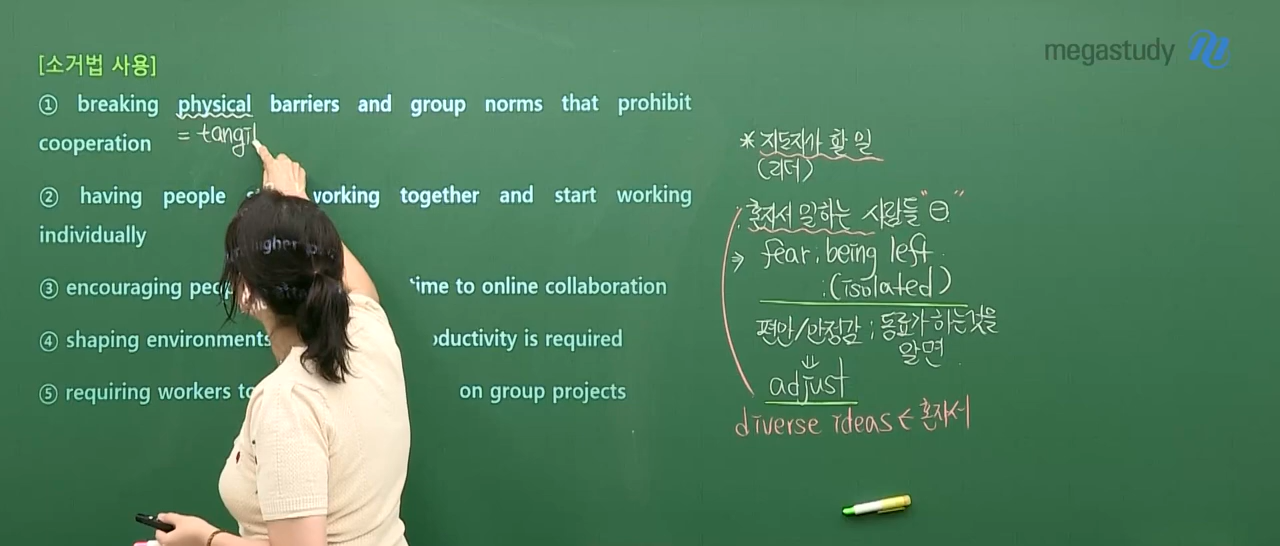 megastudy
[소거법 사용]
① breaking physical barriers and group norms that prohibit
cooperation
= tangi
② having people working together and start working
individually
③ encouraging time to online collaboration
④ shaping environments is required
⑤ requiring workers on group projects
* 지도자가 할 일
(리더)
: 혼자서 일하는 사람들 " ⊖ "
⇒ fear : being left
: (isolated)
편안/안정감 ; 동료가 하는것을
알면
⇓
adjust
diverse ideas ← 혼자서